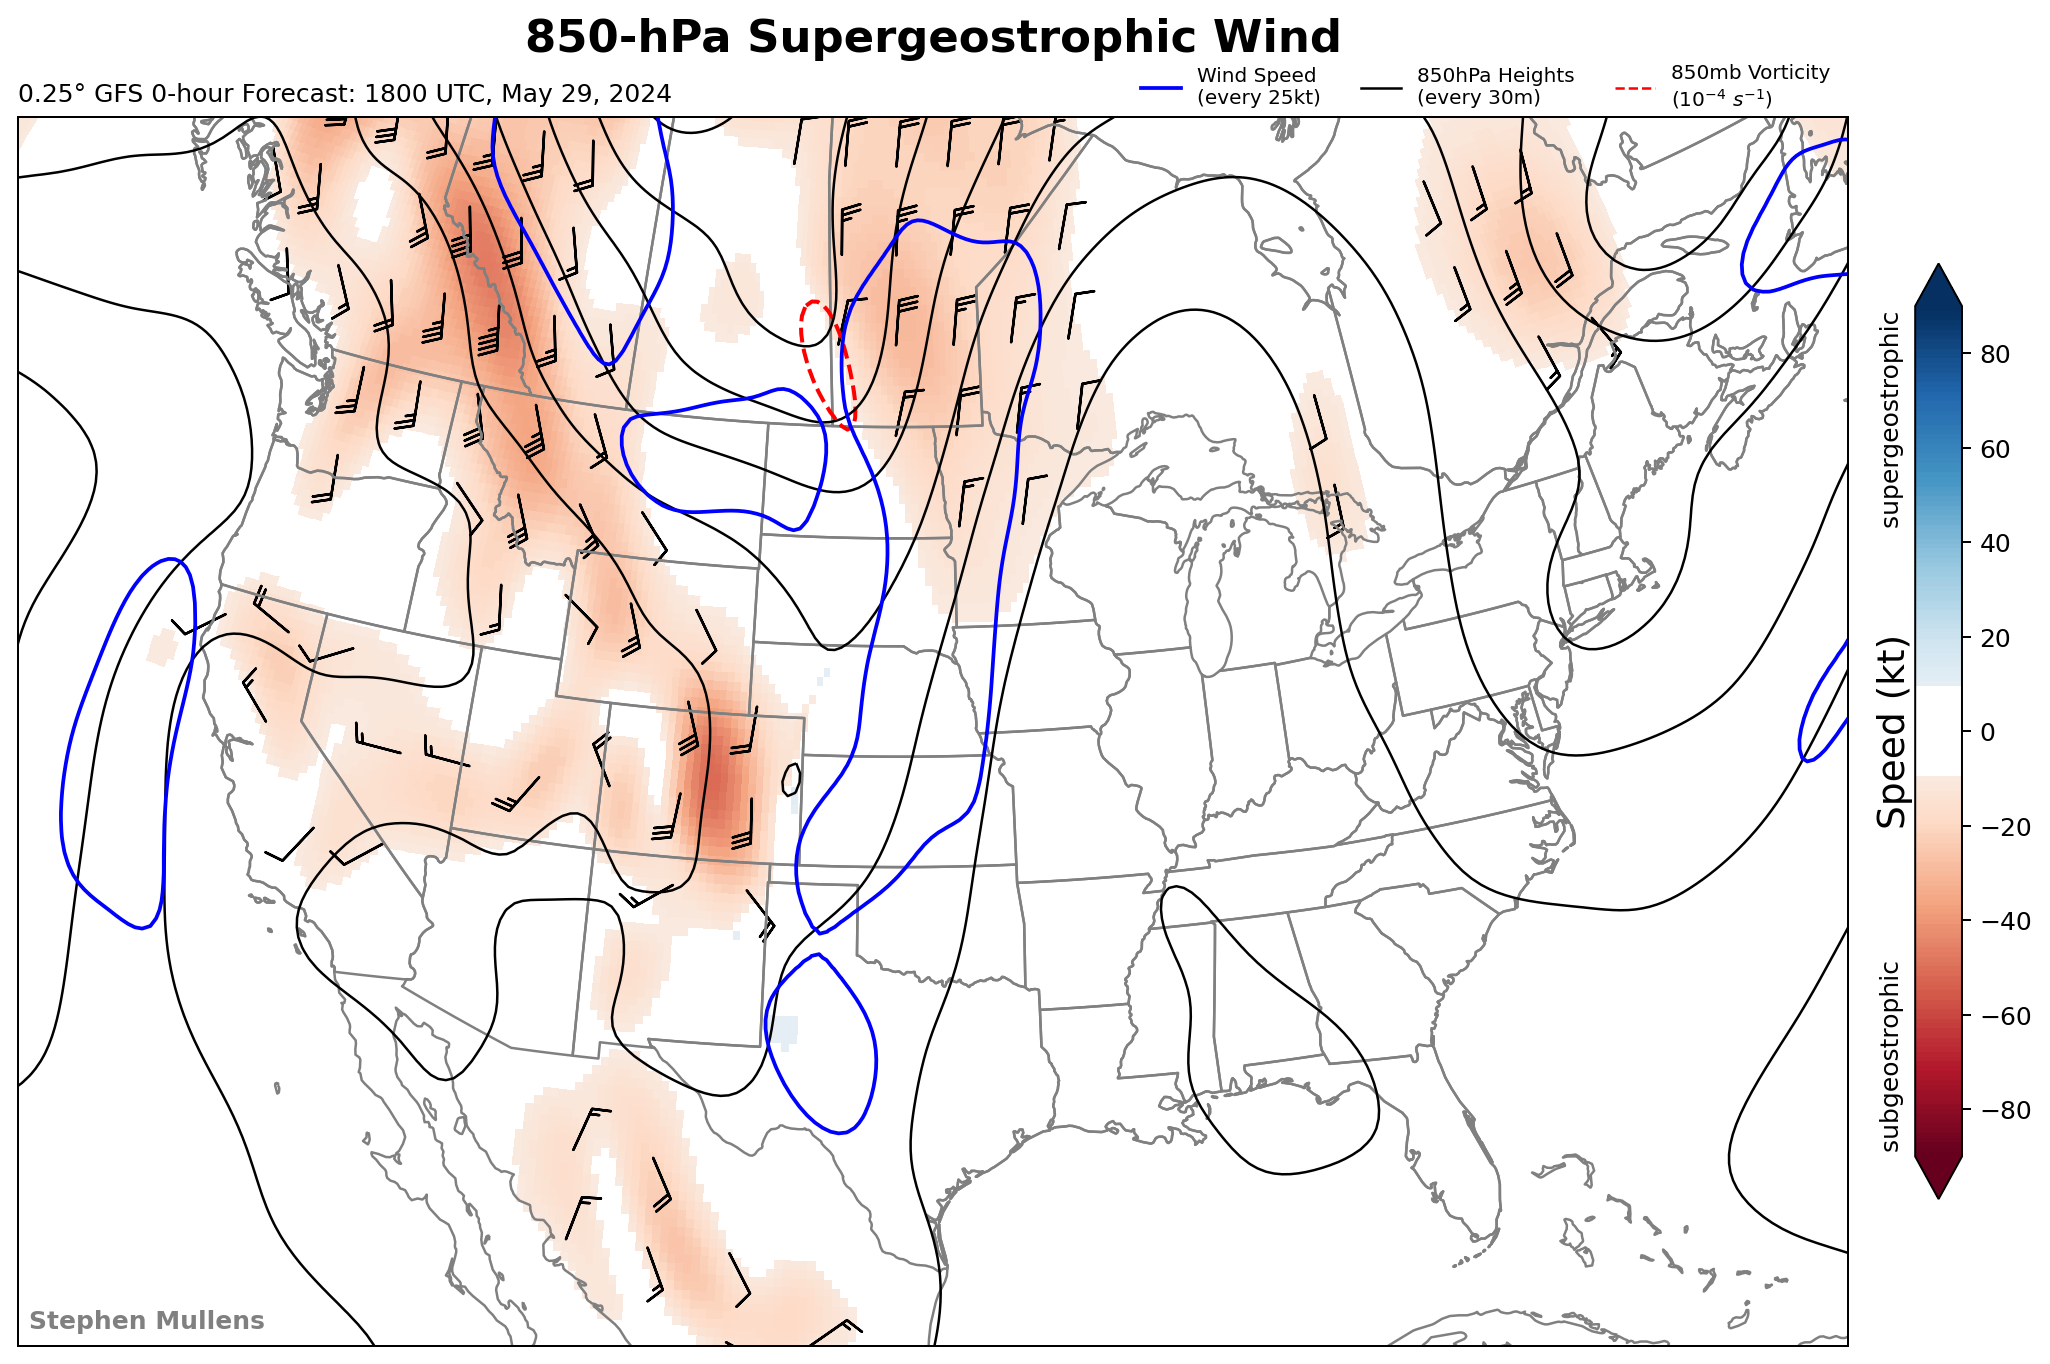 850-hPa Supergeostrophic Wind
0.25° GFS 0-hour Forecast: 1800 UTC, May 29, 2024
Wind Speed
(every 25kt)
850hPa Heights
(every 30m)
850mb Vorticity
(10⁻⁴ s⁻¹)
supergeostrophic
Speed (kt)
subgeostrophic
80
60
40
20
0
−20
−40
−60
−80
Stephen Mullens